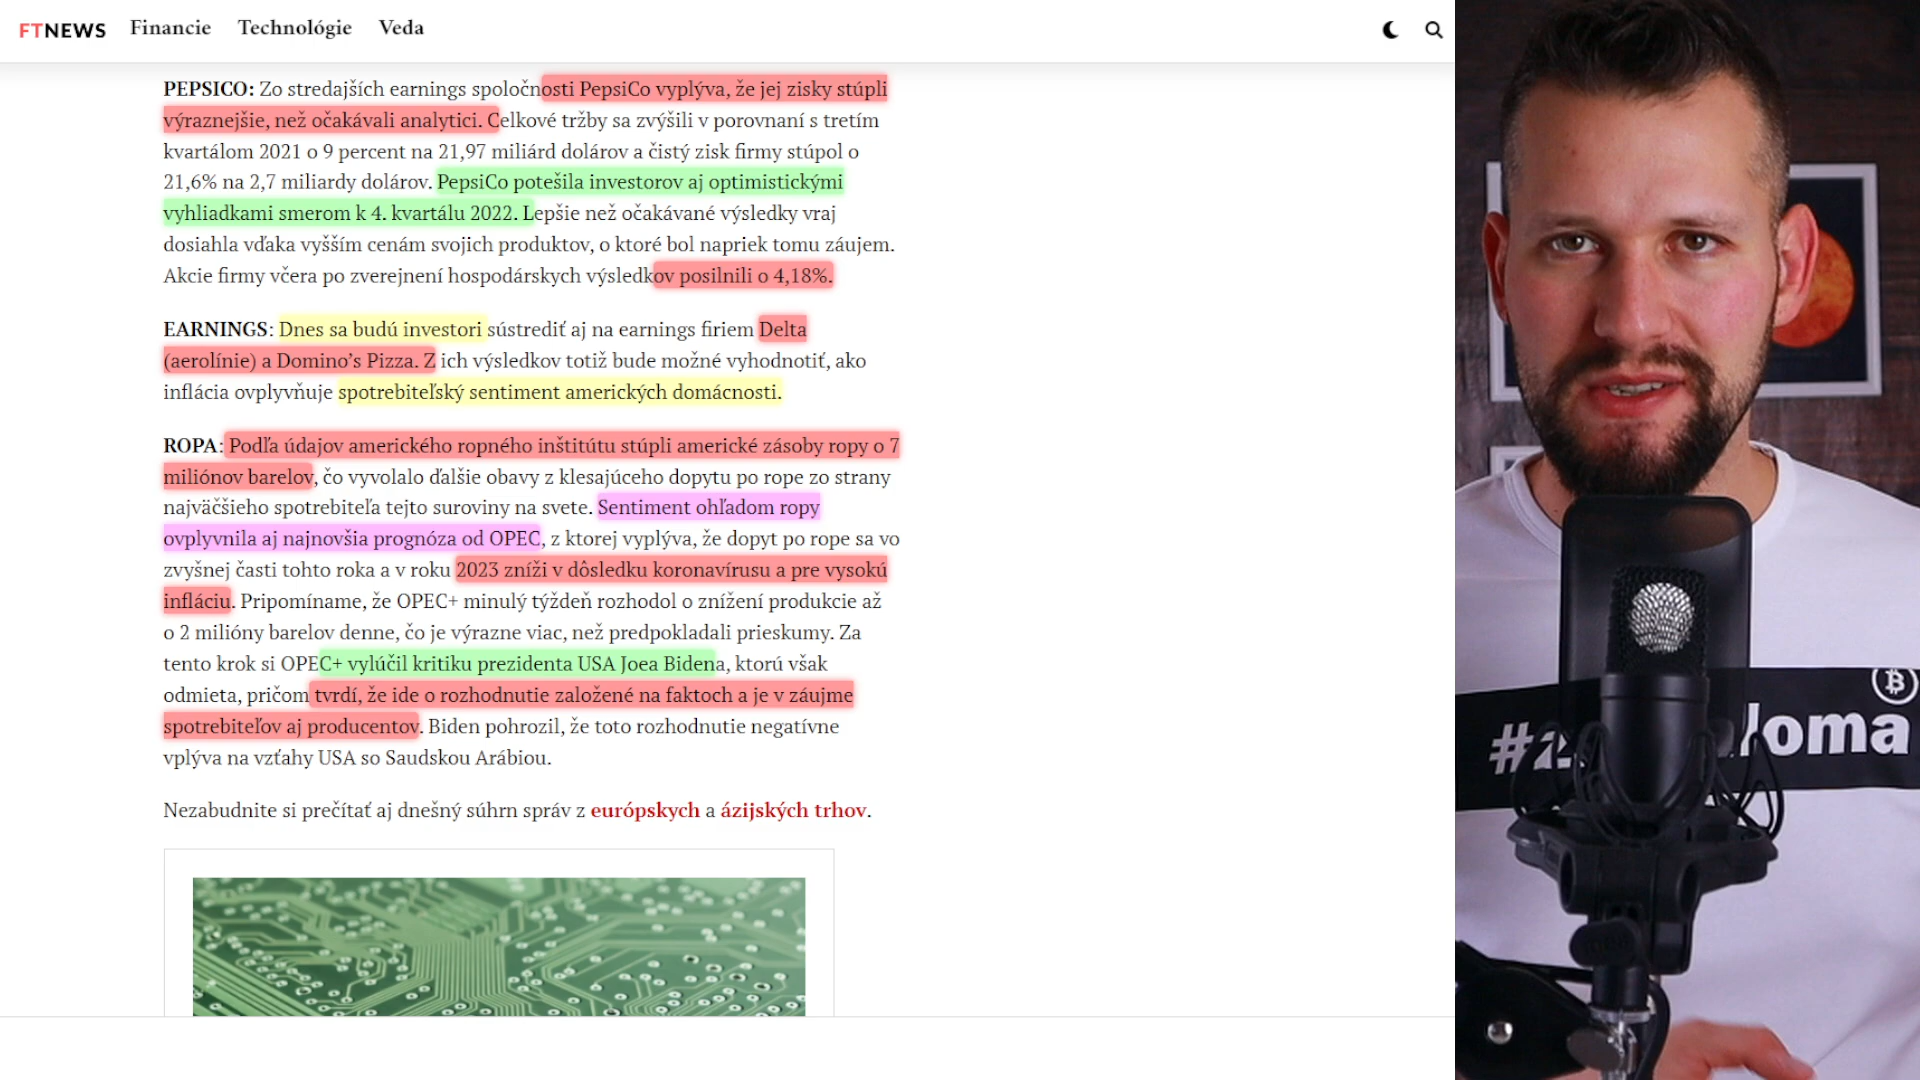 FTNEWS Financie Technológie Veda
PEPSICO: Zo stredajších earnings spoločnosti PepsiCo vyplýva, že jej zisky stúpli
výraznejšie, než očakávali analytici. Celkové tržby sa zvýšili v porovnaní s tretím
kvartálom 2021 o 9 percent na 21,97 miliárd dolárov a čistý zisk firmy stúpol o
21,6% na 2,7 miliardy dolárov. PepsiCo potešila investorov aj optimistickými
vyhliadkami smerom k 4. kvartálu 2022. Lepšie než očakávané výsledky vraj
dosiahla vďaka vyšším cenám svojich produktov, o ktoré bol napriek tomu záujem.
Akcie firmy včera po zverejnení hospodárskych výsledkov posilnili o 4,18%.
EARNINGS: Dnes sa budú investori sústrediť aj na earnings firiem Delta
(aerolínie) a Domino's Pizza. Z ich výsledkov totiž bude možné vyhodnotiť, ako
inflácia ovplyvňuje spotrebiteľský sentiment amerických domácnosti.
ROPA: Podľa údajov amerického ropného inštitútu stúpli americké zásoby ropy o 7
miliónov barelov, čo vyvolalo ďalšie obavy z klesajúceho dopytu po rope zo strany
najväčšieho spotrebiteľa tejto suroviny na svete. Sentiment ohľadom ropy
ovplyvnila aj najnovšia prognóza od OPEC, z ktorej vyplýva, že dopyt po rope sa vo
zvyšnej časti tohto roka a v roku 2023 zníži v dôsledku koronavírusu a pre vysokú
infláciu. Pripomíname, že OPEC+ minulý týždeň rozhodol o znížení produkcie až
o 2 milióny barelov denne, čo je výrazne viac, než predpokladali prieskumy. Za
tento krok si OPEC+ vylúčil kritiku prezidenta USA Joea Bidena, ktorú však
odmieta, pričom tvrdí, že ide o rozhodnutie založené na faktoch a je v záujme
spotrebiteľov aj producentov. Biden pohrozil, že toto rozhodnutie negatívne
vplýva na vzťahy USA so Saudskou Arábiou.
Nezabudnite si prečítať aj dnešný súhrn správ z európskych a ázijských trhov.